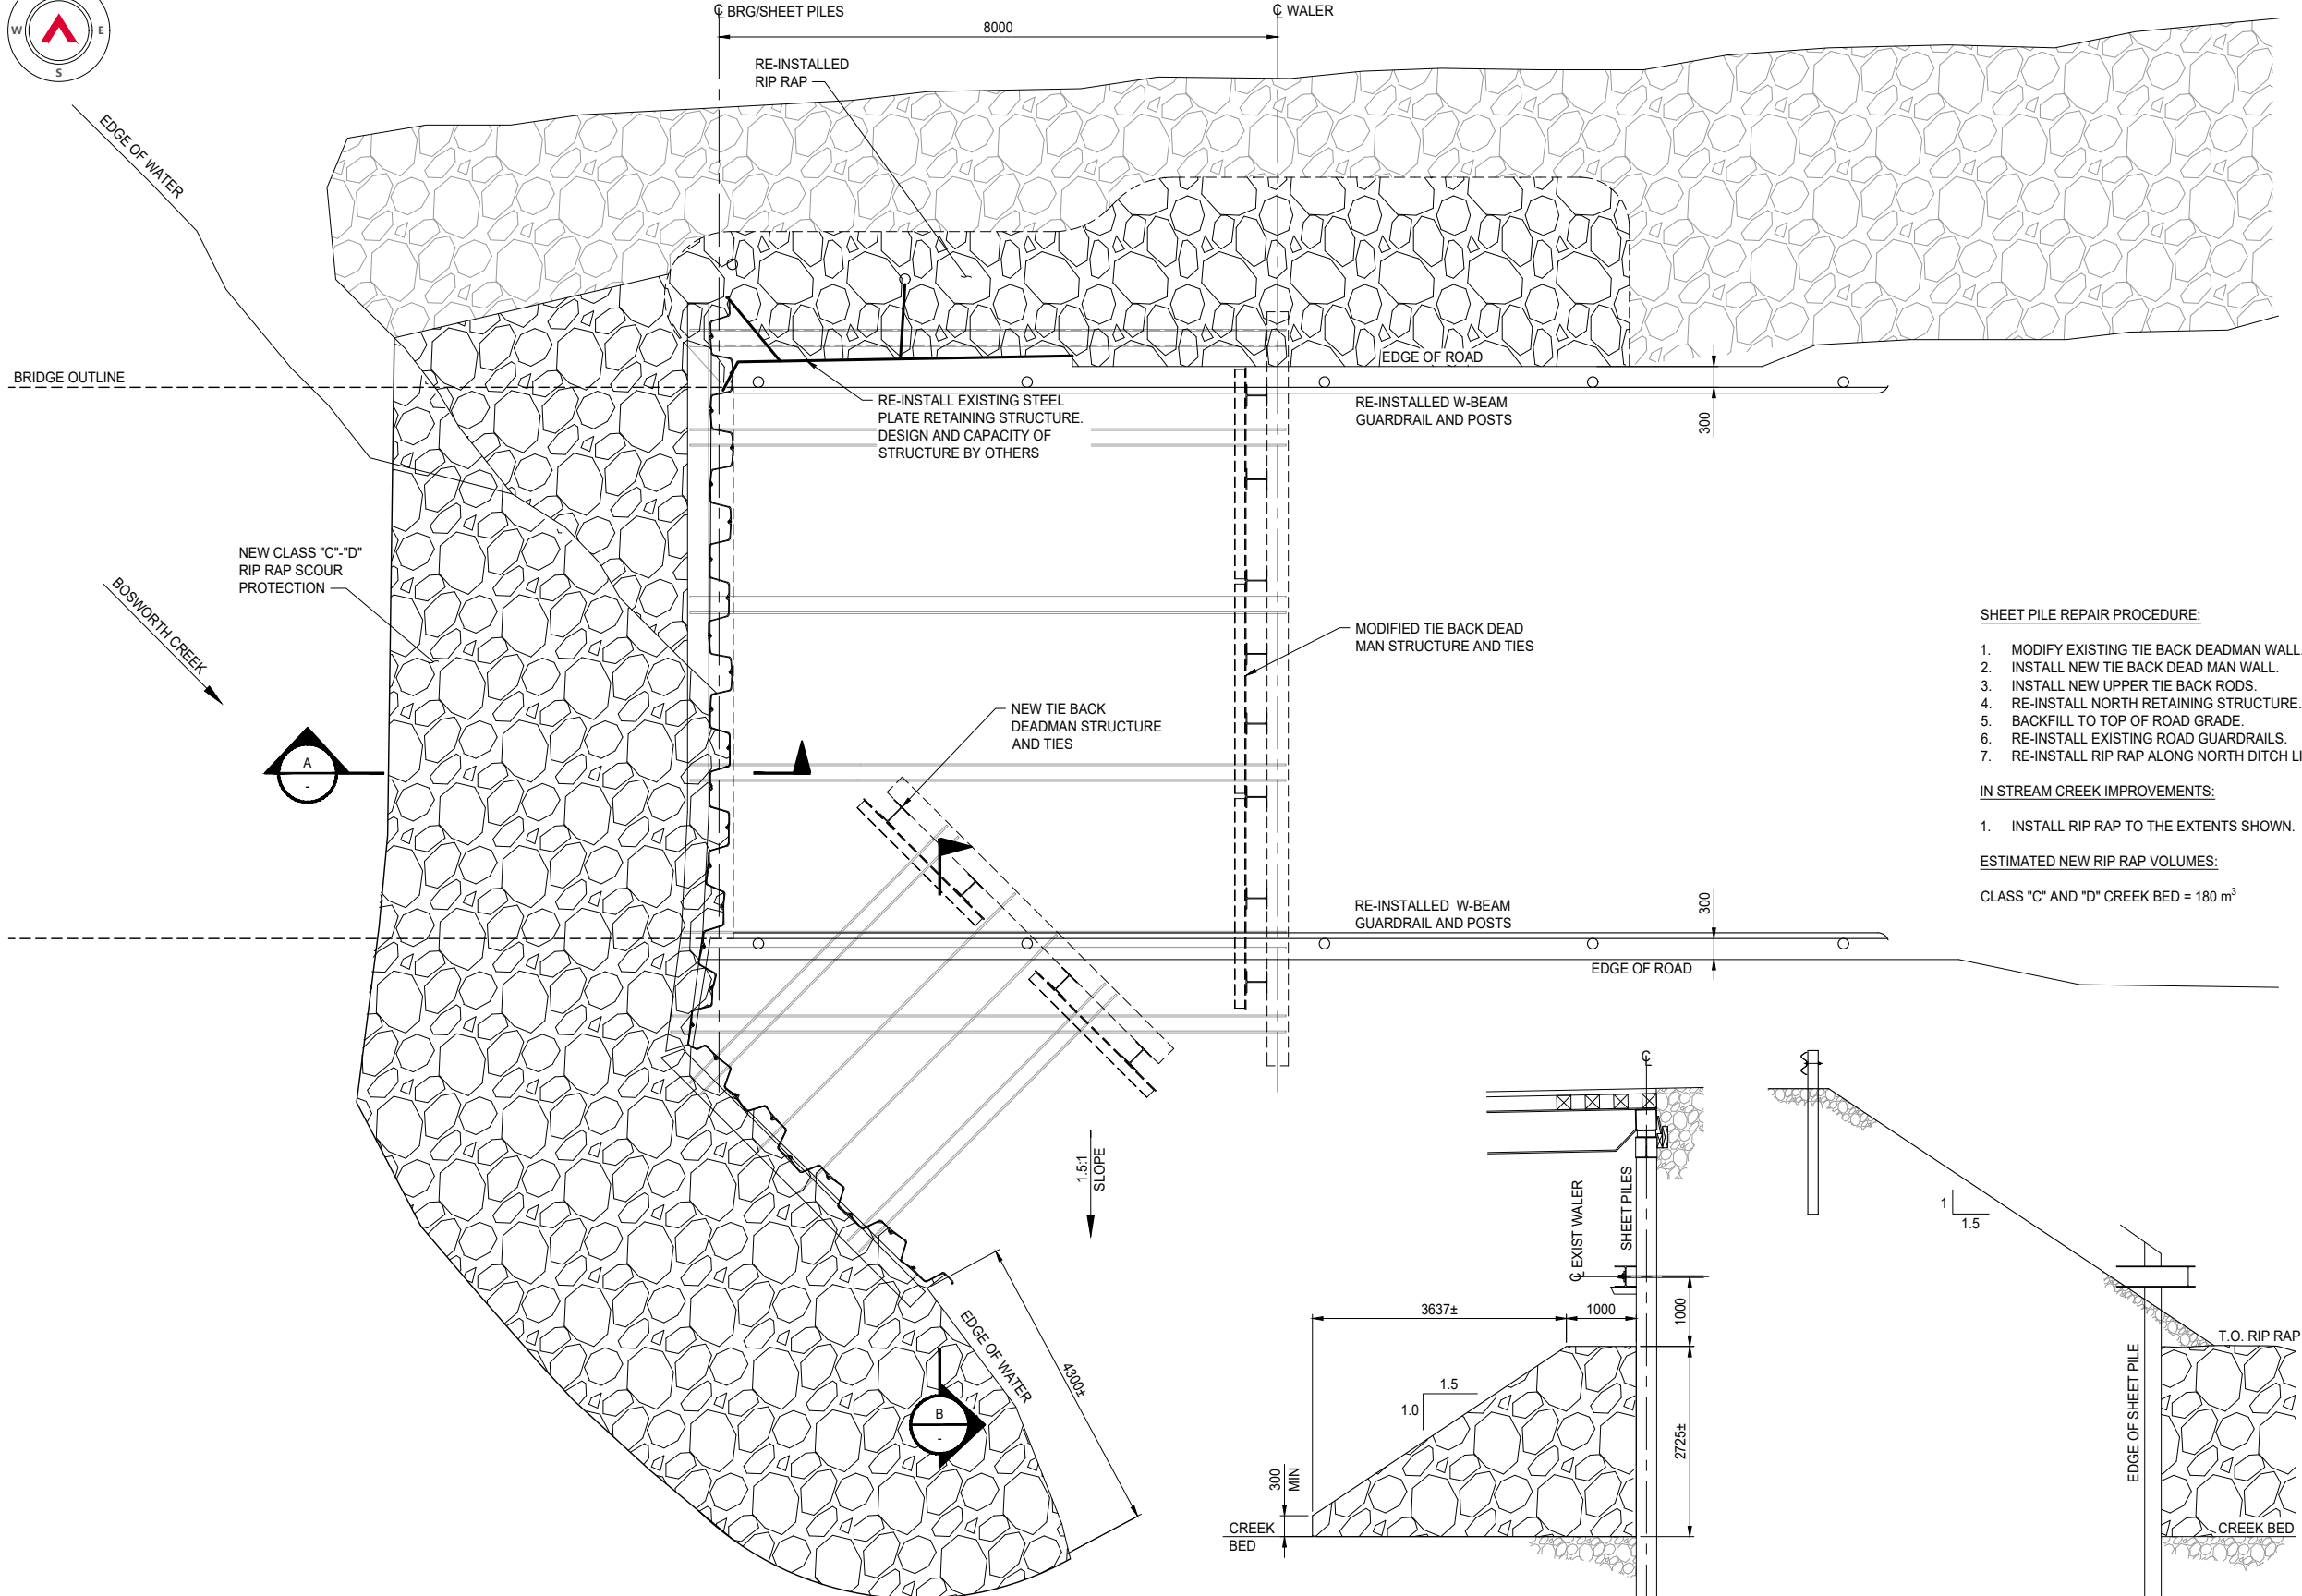 W
E
S
℄ BRG/SHEET PILES
℄ WALER
8000
RE-INSTALLED
RIP RAP
EDGE OF WATER
BRIDGE OUTLINE
EDGE OF ROAD
RE-INSTALL EXISTING STEEL
PLATE RETAINING STRUCTURE.
DESIGN AND CAPACITY OF
STRUCTURE BY OTHERS
RE-INSTALLED W-BEAM
GUARDRAIL AND POSTS
300
NEW CLASS "C"-"D"
RIP RAP SCOUR
PROTECTION
BOSWORTH CREEK
MODIFIED TIE BACK DEAD
MAN STRUCTURE AND TIES
NEW TIE BACK
DEADMAN STRUCTURE
AND TIES
A
-
SHEET PILE REPAIR PROCEDURE:
1. MODIFY EXISTING TIE BACK DEADMAN WALL.
2. INSTALL NEW TIE BACK DEAD MAN WALL.
3. INSTALL NEW UPPER TIE BACK RODS.
4. RE-INSTALL NORTH RETAINING STRUCTURE.
5. BACKFILL TO TOP OF ROAD GRADE.
6. RE-INSTALL EXISTING ROAD GUARDRAILS.
7. RE-INSTALL RIP RAP ALONG NORTH DITCH LI
IN STREAM CREEK IMPROVEMENTS:
1. INSTALL RIP RAP TO THE EXTENTS SHOWN.
ESTIMATED NEW RIP RAP VOLUMES:
CLASS "C" AND "D" CREEK BED = 180 m³
RE-INSTALLED W-BEAM
GUARDRAIL AND POSTS
300
EDGE OF ROAD
1.5:1
SLOPE
EDGE OF WATER
4300±
B
-
℄
℄ EXIST WALER
SHEET PILES
3637±
1000
1000
1.5
1.0
2725±
300
MIN
CREEK
BED
1
1.5
T.O. RIP RAP
EDGE OF SHEET PILE
CREEK BED